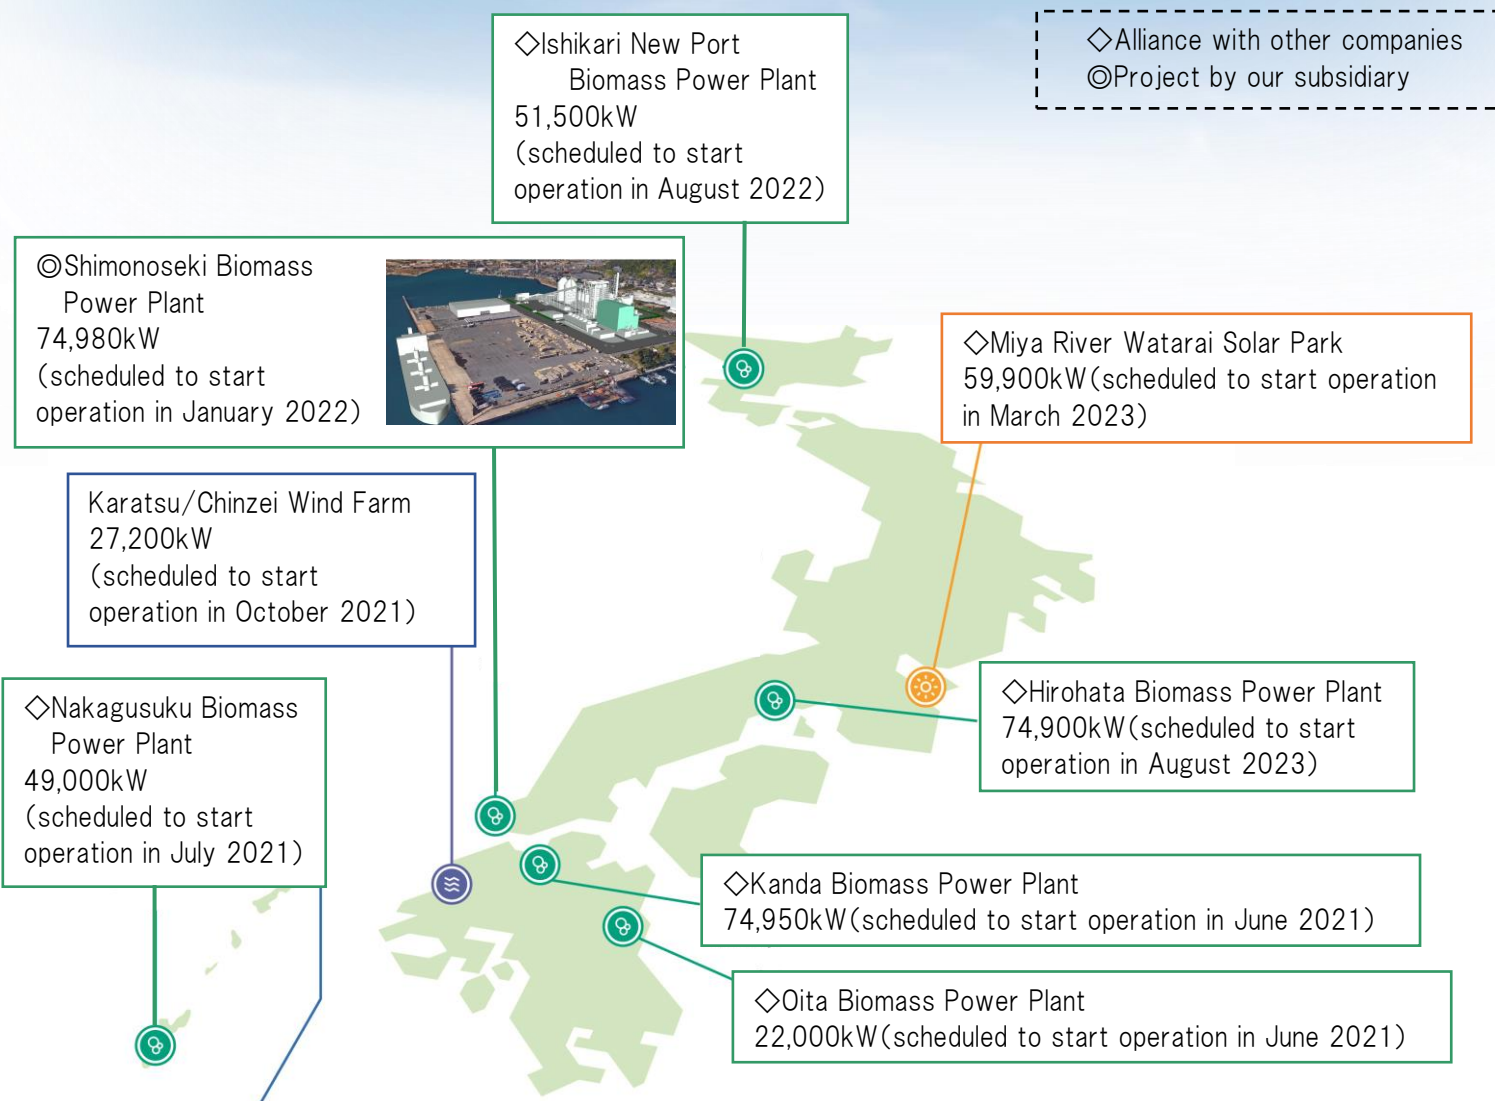 ◇Ishikari New Port
Biomass Power Plant
51,500kW
(scheduled to start
operation in August 2022)
◇Alliance with other companies
◎Project by our subsidiary
◎Shimonoseki Biomass
Power Plant
74,980kW
(scheduled to start
operation in January 2022)
◇Miya River Watarai Solar Park
59,900kW(scheduled to start operation
in March 2023)
Karatsu/Chinzei Wind Farm
27,200kW
(scheduled to start
operation in October 2021)
◇Nakagusuku Biomass
Power Plant
49,000kW
(scheduled to start
operation in July 2021)
◇Hirohata Biomass Power Plant
74,900kW(scheduled to start
operation in August 2023)
◇Kanda Biomass Power Plant
74,950kW(scheduled to start operation in June 2021)
◇Oita Biomass Power Plant
22,000kW(scheduled to start operation in June 2021)